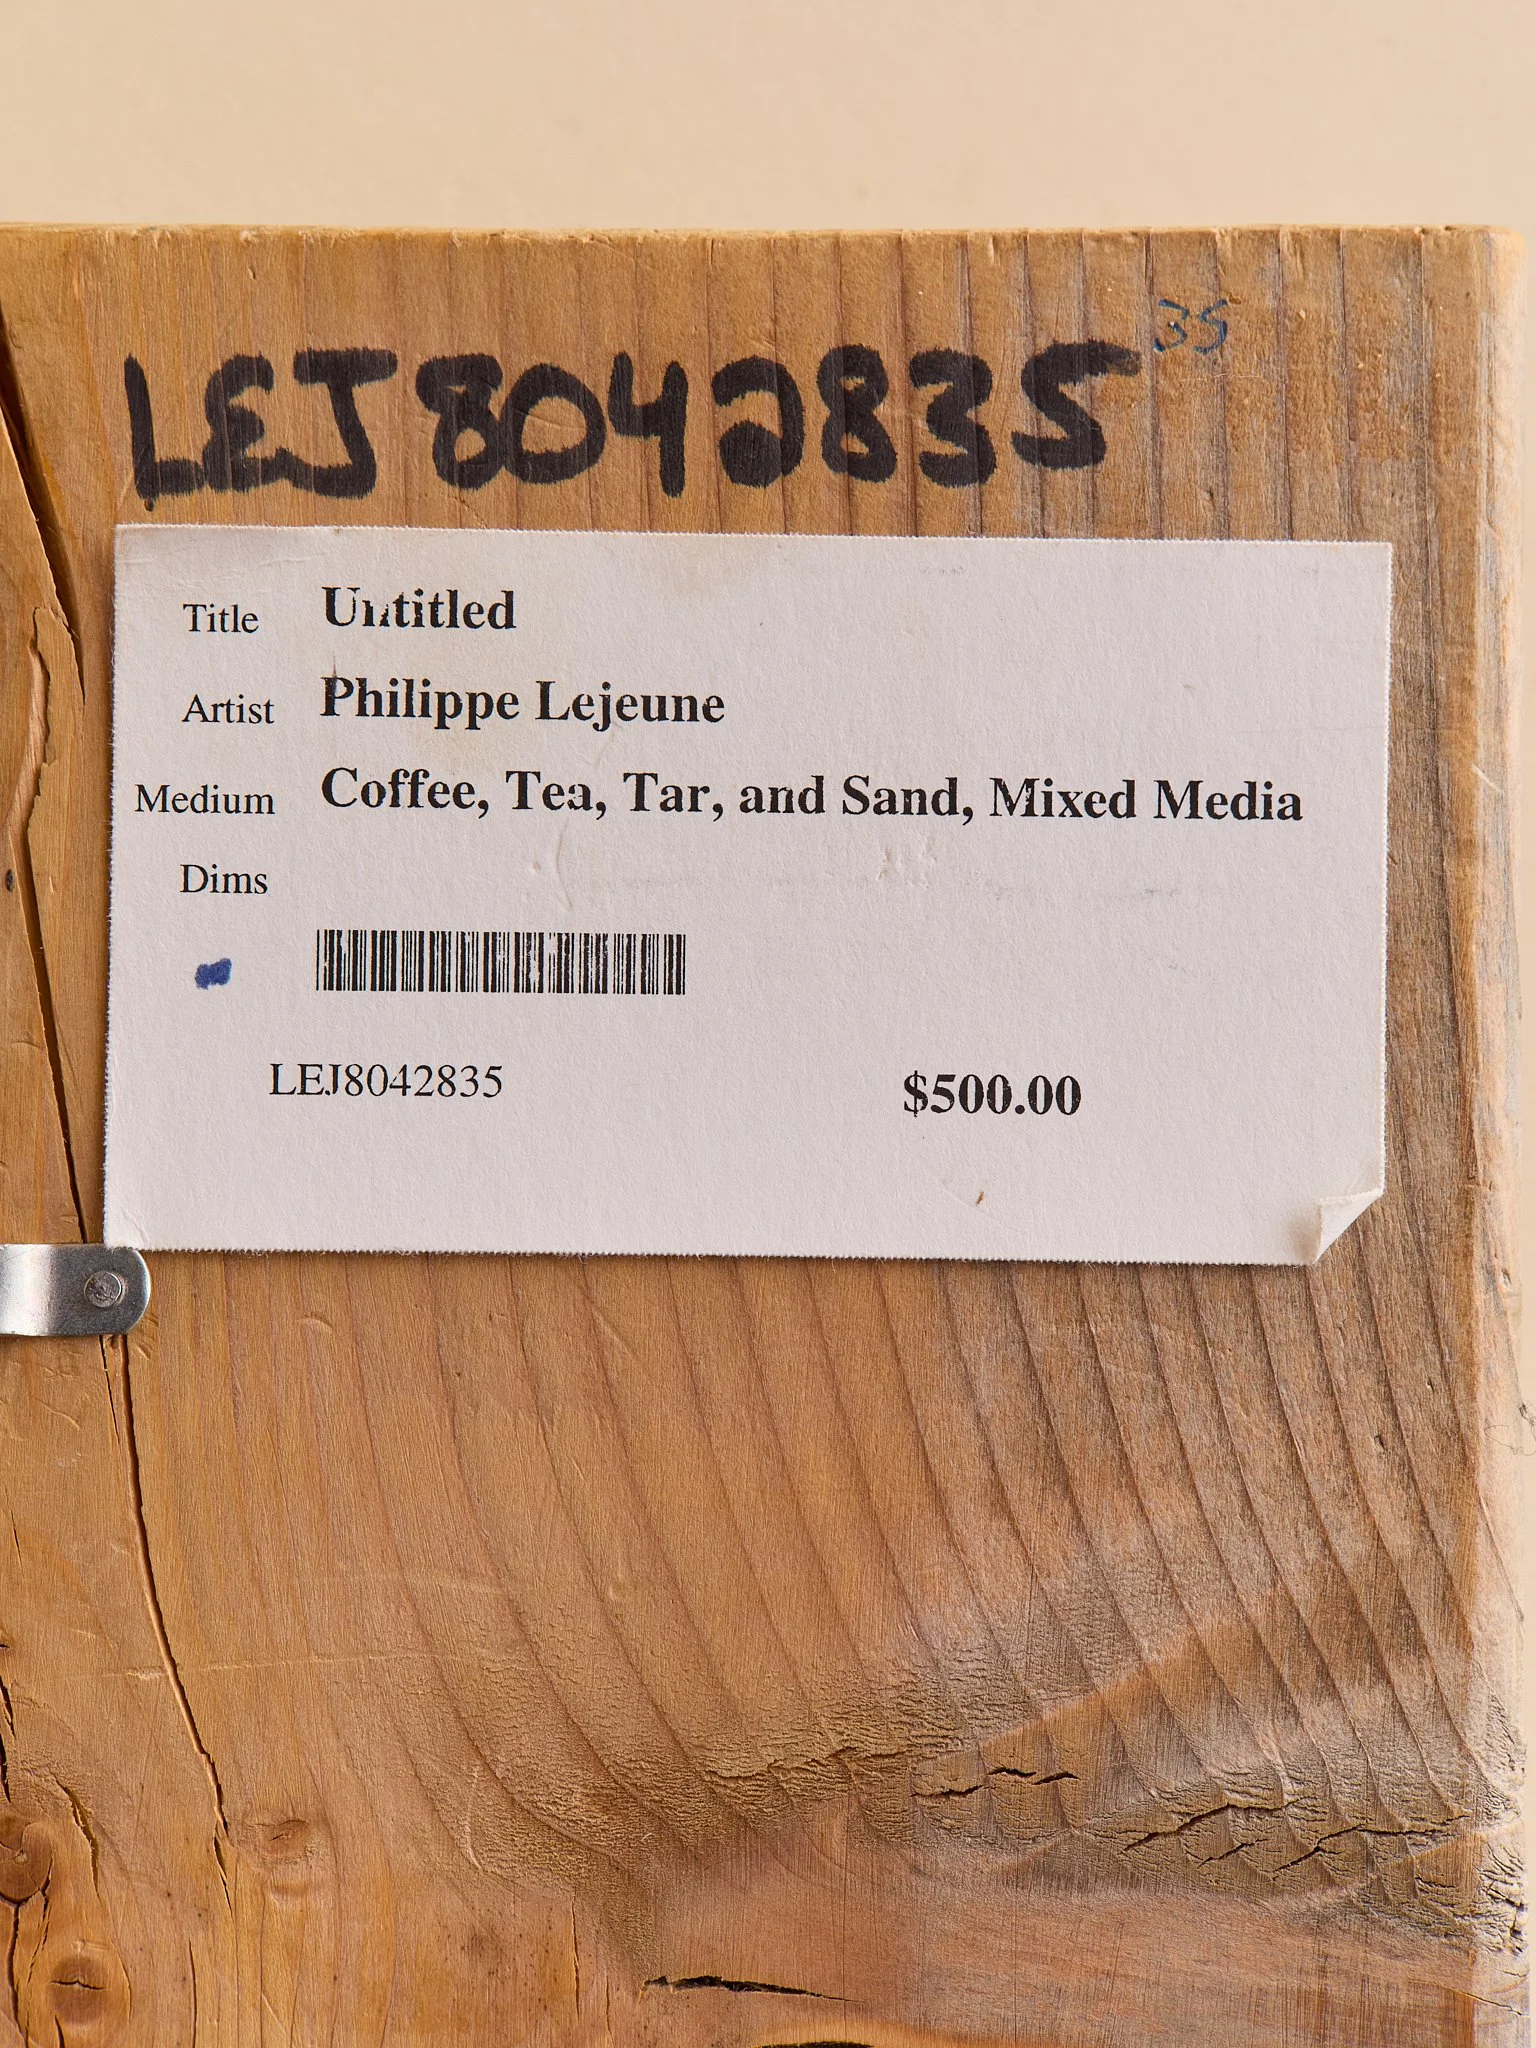 35
LEJ8042835
Title Untitled
Artist Philippe Lejeune
Medium Coffee, Tea, Tar, and Sand, Mixed Media
Dims
LEJ8042835 $500.00